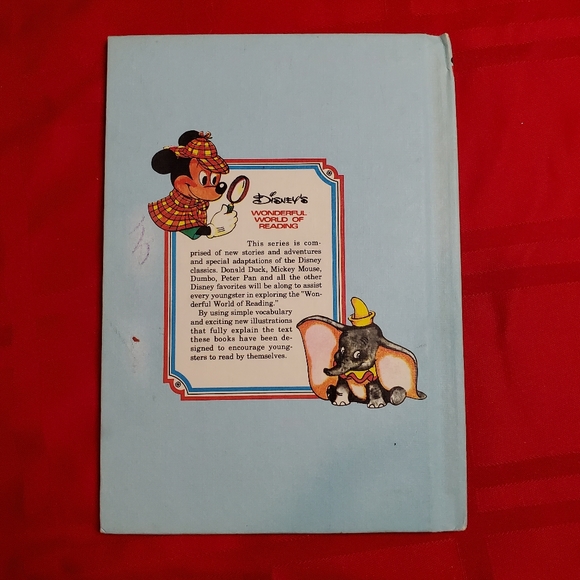 DISNEY'S
WONDERFUL
WORLD OF
READING
This series is com-
prised of new stories and adventures
and special adaptations of the Disney
classics. Donald Duck, Mickey Mouse,
Dumbo, Peter Pan and all the other
Disney favorites will be along to assist
every youngster in exploring the "Won-
derful World of Reading."
By using simple vocabulary
and exciting new illustrations
that fully explain the text
these books have been de-
signed to encourage young-
sters to read by themselves.